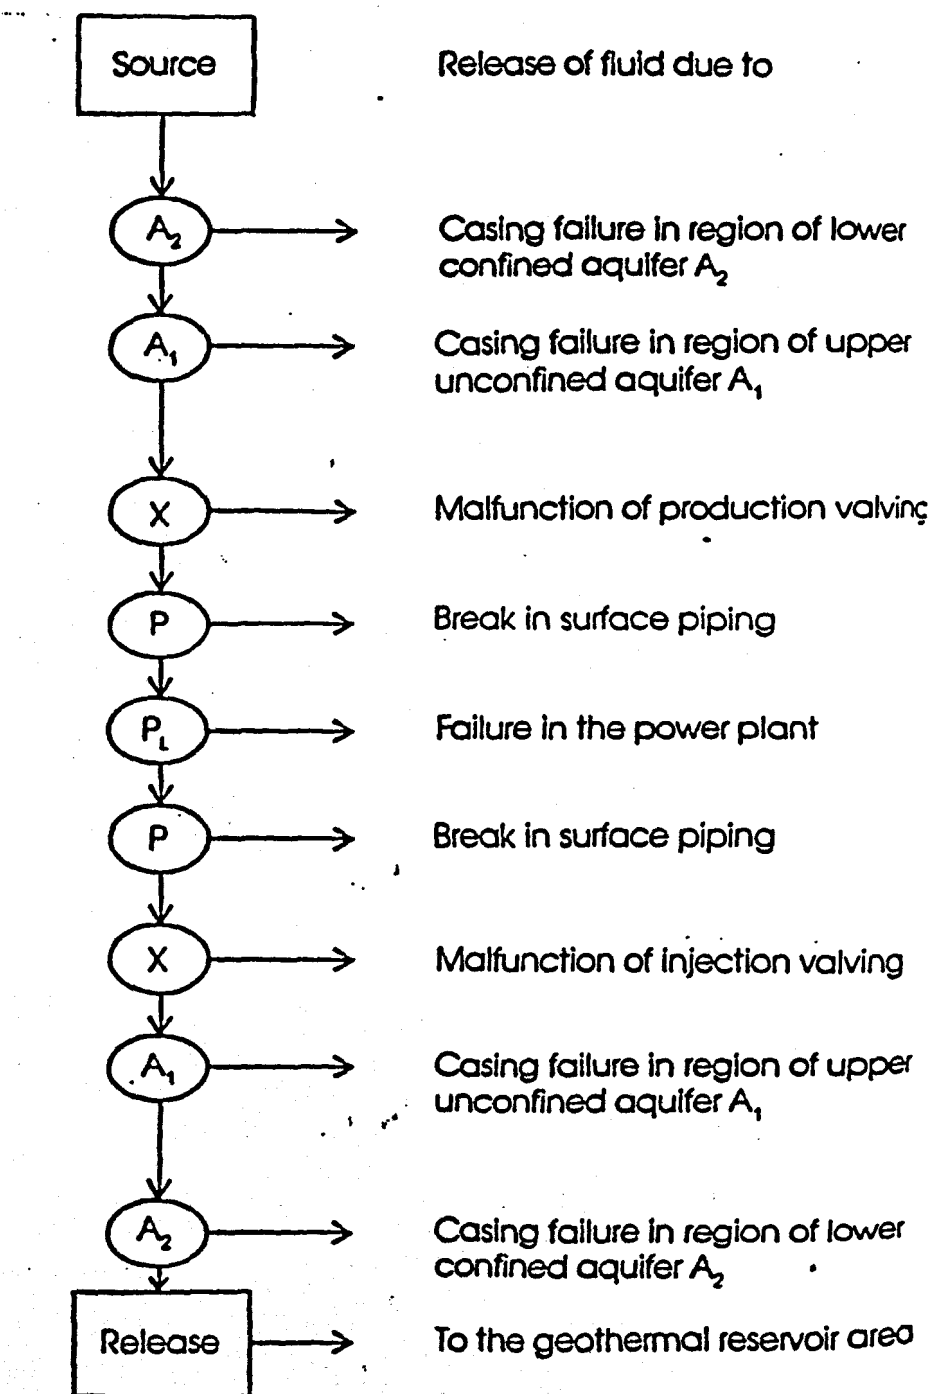 Source Release of fluid due to
A₂ Casing failure in region of lower
confined aquifer A₂
A₁ Casing failure in region of upper
unconfined aquifer A₁
X Malfunction of production valving
P Break in surface piping
P_L Failure in the power plant
P Break in surface piping
X Malfunction of injection valving
A₁ Casing failure in region of upper
unconfined aquifer A₁
A₂ Casing failure in region of lower
confined aquifer A₂
Release To the geothermal reservoir area